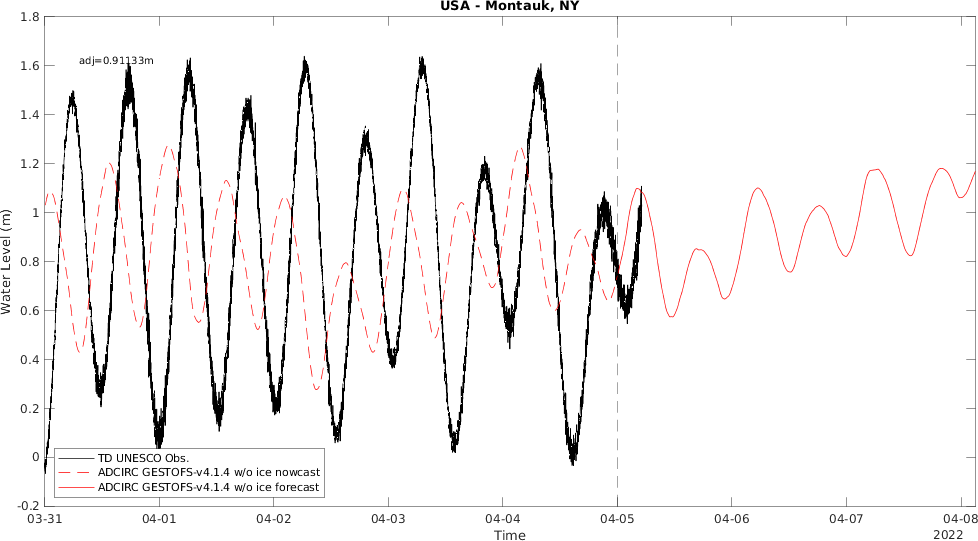 USA - Montauk, NY
adj=0.91133m
Water Level (m)
1.8
1.6
1.4
1.2
1
0.8
0.6
0.4
0.2
0
-0.2
TD UNESCO Obs.
ADCIRC GESTOFS-v4.1.4 w/o ice nowcast
ADCIRC GESTOFS-v4.1.4 w/o ice forecast
03-31 04-01 04-02 04-03 04-04 04-05 04-06 04-07 04-08
Time
2022